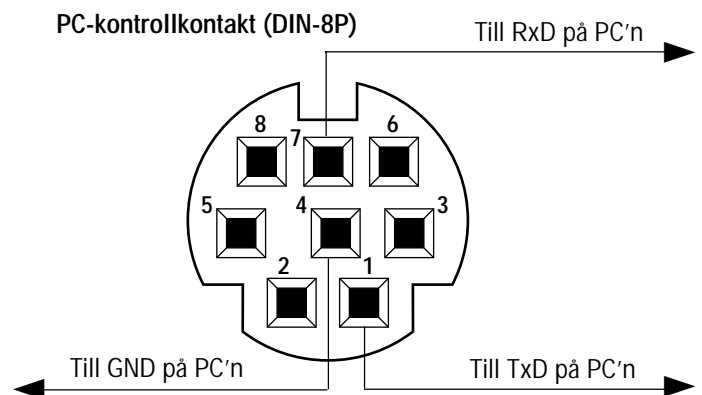 PC-kontrollkontakt (DIN-8P)
Till RxD på PC'n
8 7 6
5 4 3
2 1
Till GND på PC'n
Till TxD på PC'n